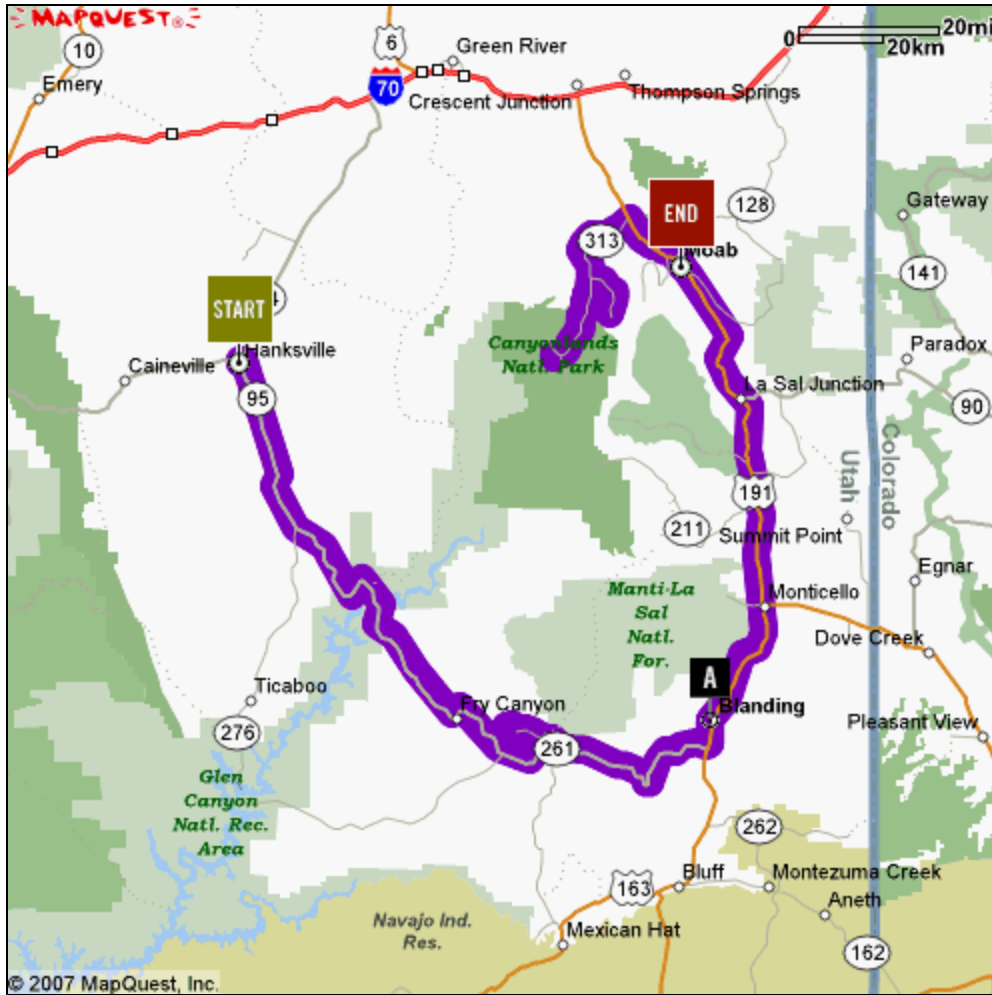 MAPQUEST
0
20mi
20km
10
6
Green River
Emery
70
Crescent Junction
Thompson Springs
END
128
Gateway
313
Moab
141
START
4
Hanksville
Caineville
Canyonlands
Natl. Park
Paradox
La Sal Junction
95
90
Utah
Colorado
191
211
Summit Point
Egnar
Manti-La
Sal
Natl.
For.
Monticello
Dove Creek
A
Ticaboo
Fry Canyon
Blanding
Pleasant View
276
261
Glen
Canyon
Natl. Rec.
Area
262
163
Bluff
Montezuma Creek
Aneth
Navajo Ind.
Res.
Mexican Hat
162
© 2007 MapQuest, Inc.